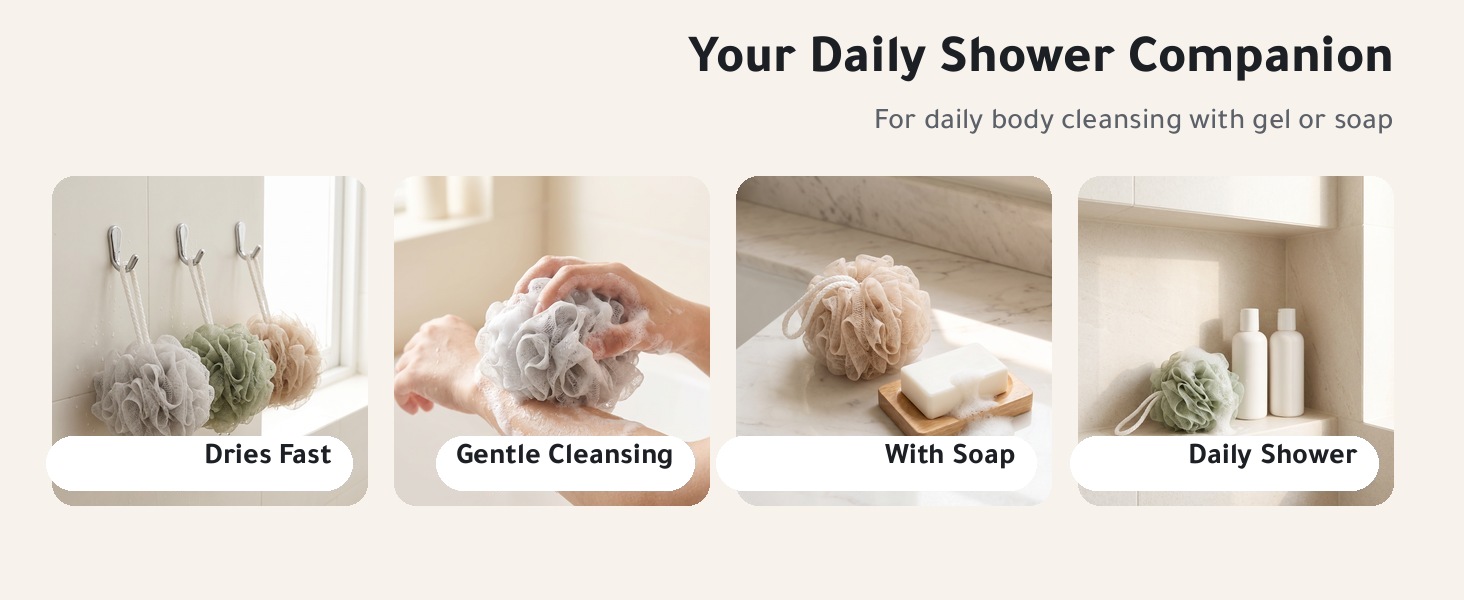 Your Daily Shower Companion
For daily body cleansing with gel or soap
Dries Fast
Gentle Cleansing
With Soap
Daily Shower